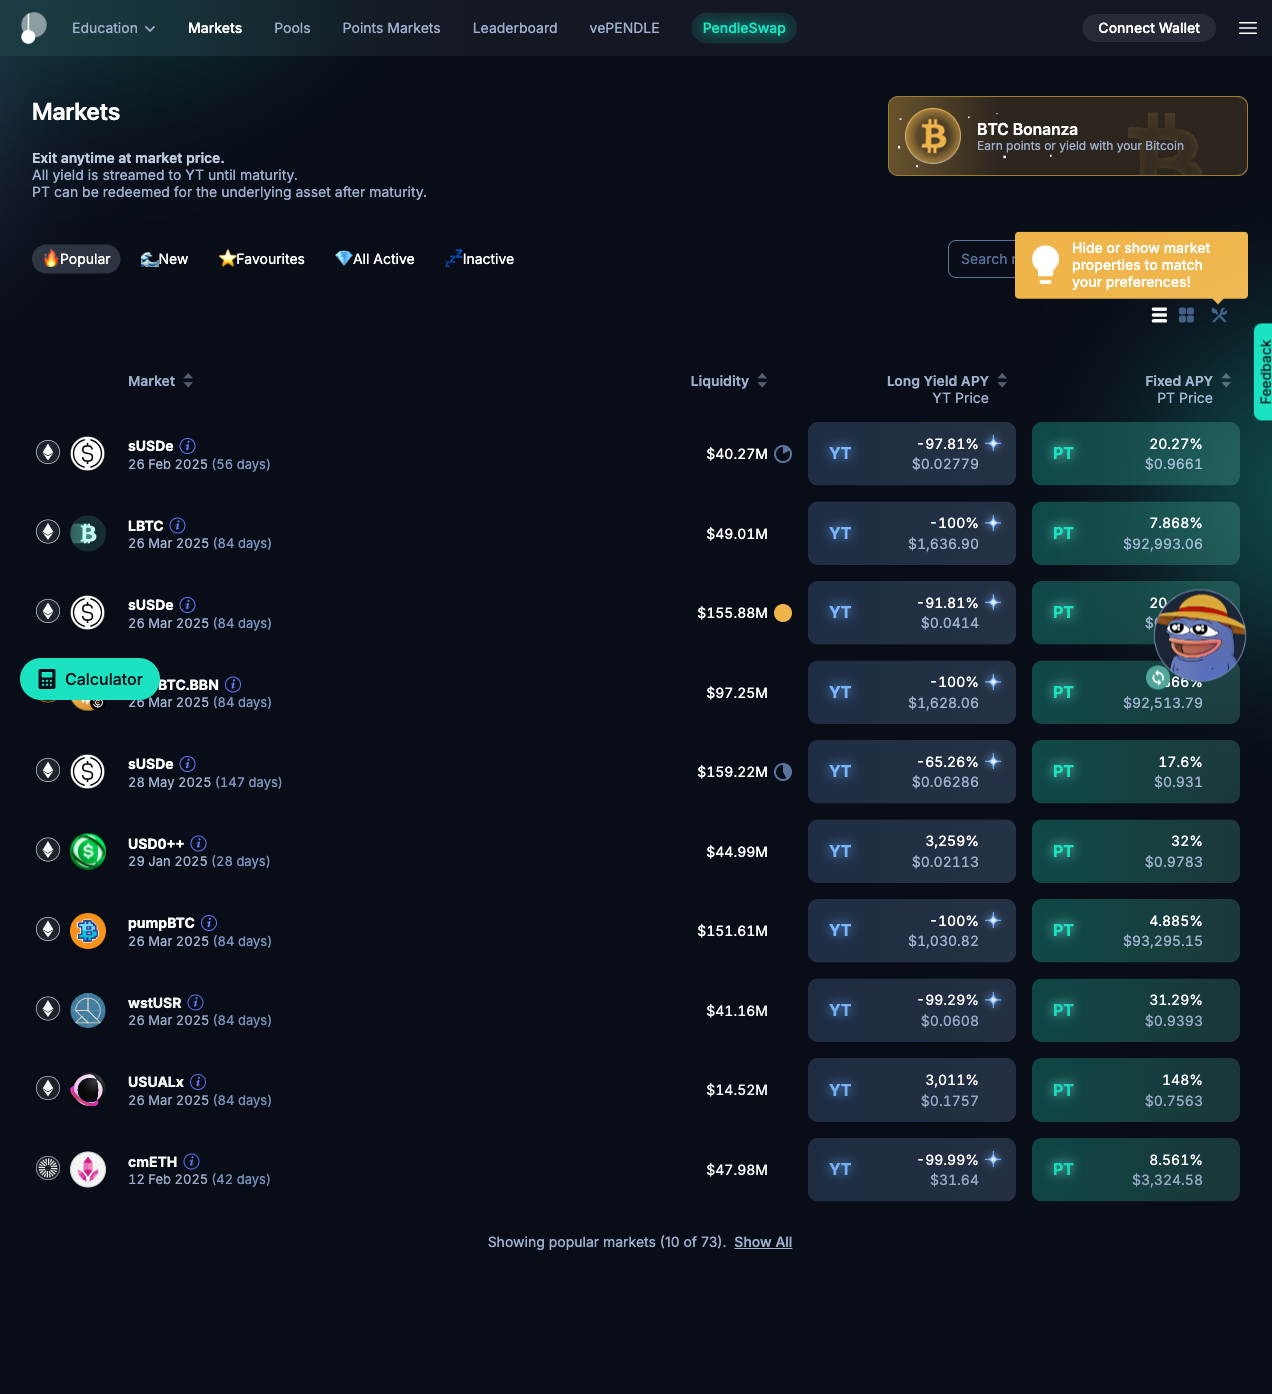 Education
Markets
Pools
Points Markets
Leaderboard
vePENDLE
PendleSwap
Connect Wallet
Markets
Exit anytime at market price.
All yield is streamed to YT until maturity.
PT can be redeemed for the underlying asset after maturity.
BTC Bonanza
Earn points or yield with your Bitcoin
Popular
New
Favourites
All Active
Inactive
Search
Hide or show market
properties to match
your preferences!
Feedback
Market
Liquidity
Long Yield APY
YT Price
Fixed APY
PT Price
sUSDe
26 Feb 2025 (56 days)
$40.27M
YT
-97.81%
$0.02779
PT
20.27%
$0.9661
LBTC
26 Mar 2025 (84 days)
$49.01M
YT
-100%
$1,636.90
PT
7.868%
$92,993.06
sUSDe
26 Mar 2025 (84 days)
$155.88M
YT
-91.81%
$0.0414
PT
Calculator
BTC.BBN
26 Mar 2025 (84 days)
$97.25M
YT
-100%
$1,628.06
PT
$92,513.79
sUSDe
28 May 2025 (147 days)
$159.22M
YT
-65.26%
$0.06286
PT
17.6%
$0.931
USD0++
29 Jan 2025 (28 days)
$44.99M
YT
3,259%
$0.02113
PT
32%
$0.9783
pumpBTC
26 Mar 2025 (84 days)
$151.61M
YT
-100%
$1,030.82
PT
4.885%
$93,295.15
wstUSR
26 Mar 2025 (84 days)
$41.16M
YT
-99.29%
$0.0608
PT
31.29%
$0.9393
USUALx
26 Mar 2025 (84 days)
$14.52M
YT
3,011%
$0.1757
PT
148%
$0.7563
cmETH
12 Feb 2025 (42 days)
$47.98M
YT
-99.99%
$31.64
PT
8.561%
$3,324.58
Showing popular markets (10 of 73). Show All